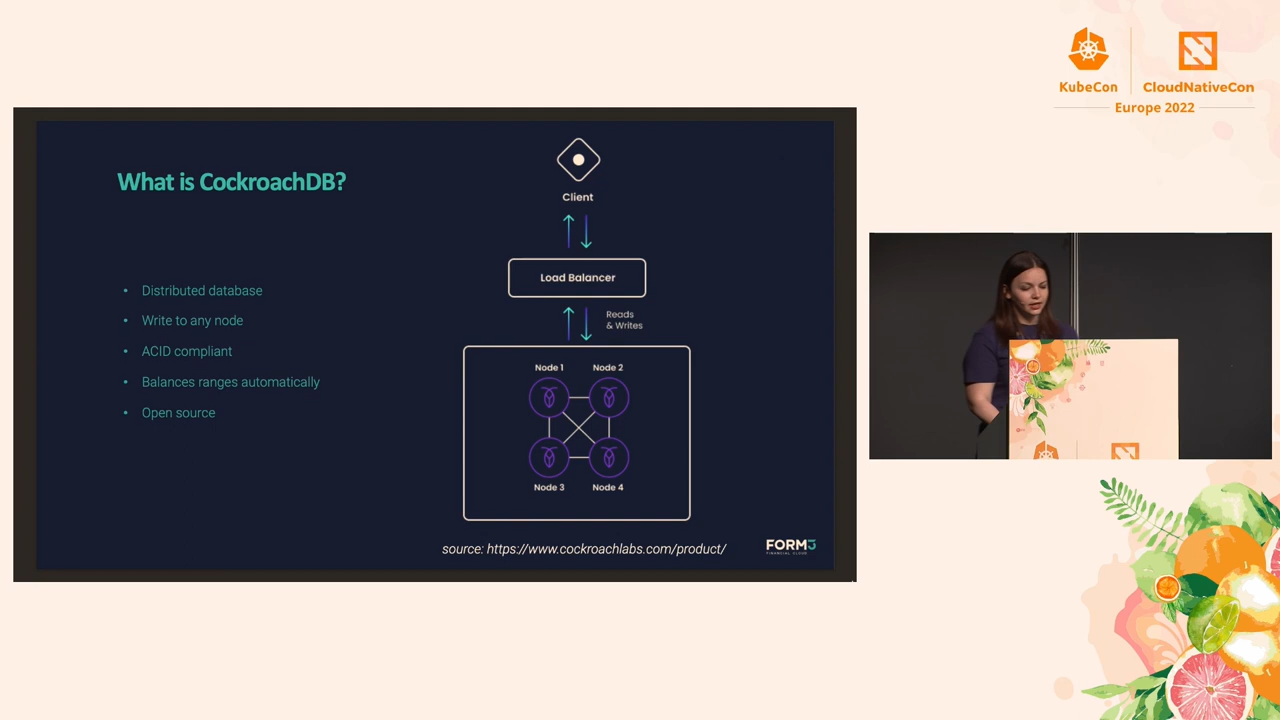 KubeCon
CloudNativeCon
Europe 2022
What is CockroachDB?
• Distributed database
• Write to any node
• ACID compliant
• Balances ranges automatically
• Open source
Client
Load Balancer
Reads
& Writes
Node 1
Node 2
Node 3
Node 4
source: https://www.cockroachlabs.com/product/
FORM3
FINANCIAL CLOUD